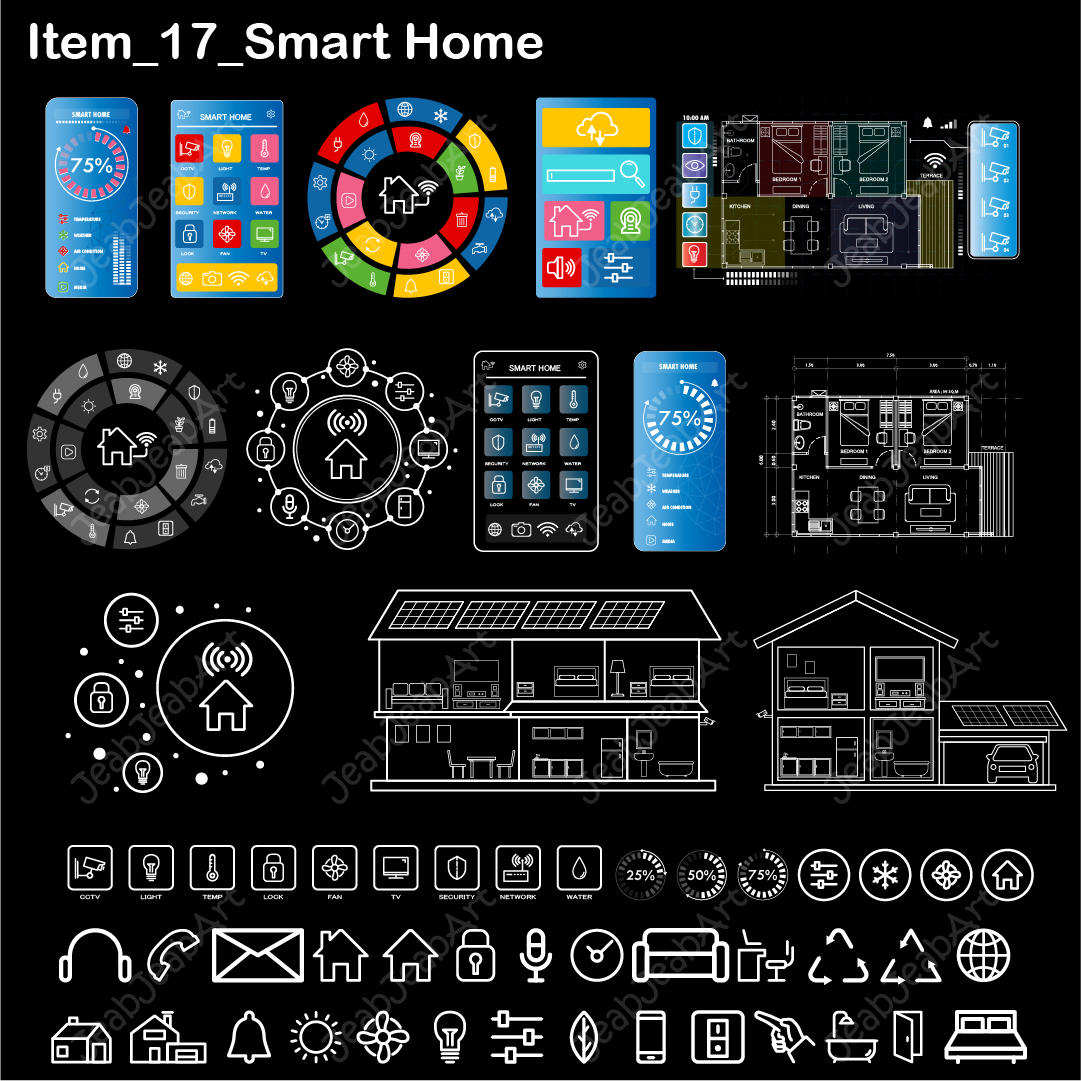 Item_17_Smart Home
SMART HOME
75%
TEMPERATURE
WEATHER
AIR CONDITION
HOME
MEDIA
SMART HOME
CCTV
LIGHT
TEMP
SECURITY
NETWORK
WATER
LOCK
FAN
TV
10:00 AM
BATHROOM
BEDROOM 1
BEDROOM 2
TERRACE
KITCHEN
DINING
LIVING
SMART HOME
CCTV
LIGHT
TEMP
SECURITY
NETWORK
WATER
LOCK
FAN
TV
SMART HOME
75%
TEMPERATURE
WEATHER
AIR CONDITION
HOME
MEDIA
BATHROOM
BEDROOM 1
BEDROOM 2
TERRACE
KITCHEN
DINING
LIVING
CCTV
LIGHT
TEMP
LOCK
FAN
TV
SECURITY
NETWORK
WATER
25%
50%
75%
JeabJeabArt